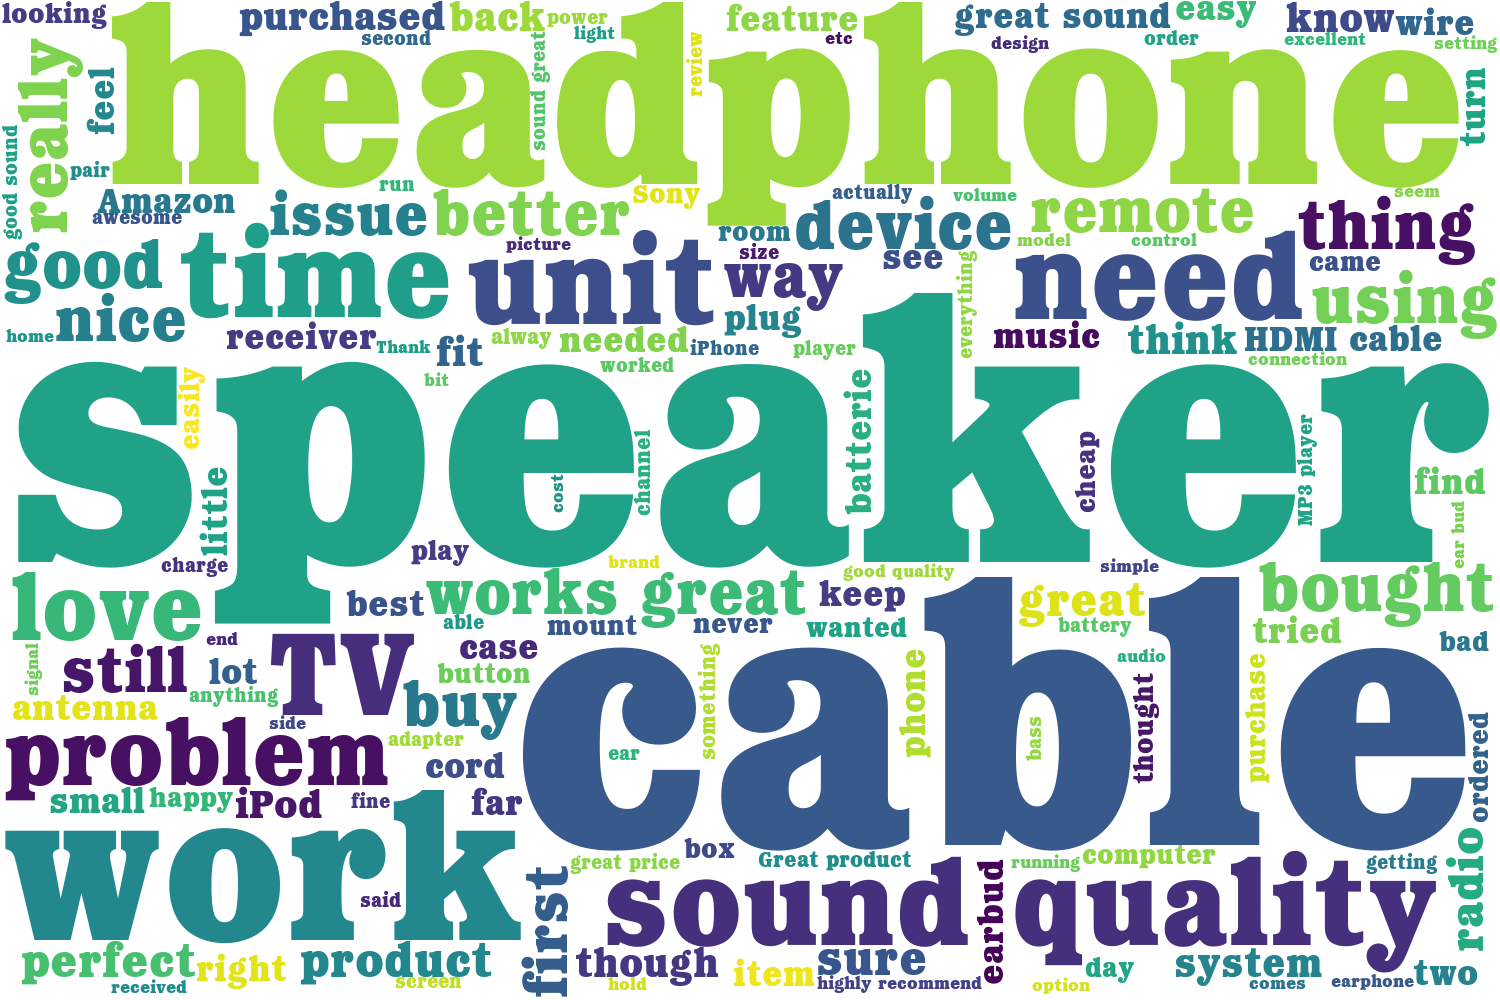 looking
purchased
back
power
feature
great sound
easy
know
wire
second
light
etc
design
order
excellent
setting
headphone
really
feel
sound great
review
turn
good sound
pair
run
Amazon
awesome
issue
better
Sony
actually
volume
seem
room
device
model
remote
control
thing
good
time
picture
unit
size
way
see
everything
need
came
nice
using
home
receiver
Thank
fit
alway
needed
iPhone
plug
player
music
think
HDMI cable
connection
worked
bit
speaker
easily
little
cost
channel
batterie
cheap
MP3 player
find
ear bud
charge
play
brand
good quality
simple
love
best
works great
keep
great
bought
able
mount
never
wanted
battery
tried
bad
end
signal
still
lot
TV
case
button
something
phone
audio
thought
purchase
anything
antenna
side
buy
cable
ear
bass
ordered
problem
adapter
cord
small
happy
iPod
fine
far
work
said
first
great price
box
Great product
running
computer
getting
radio
sound quality
earbud
perfect
right
product
though
item
sure
day
system
two
received
screen
hold
highly recommend
option
comes
earphone